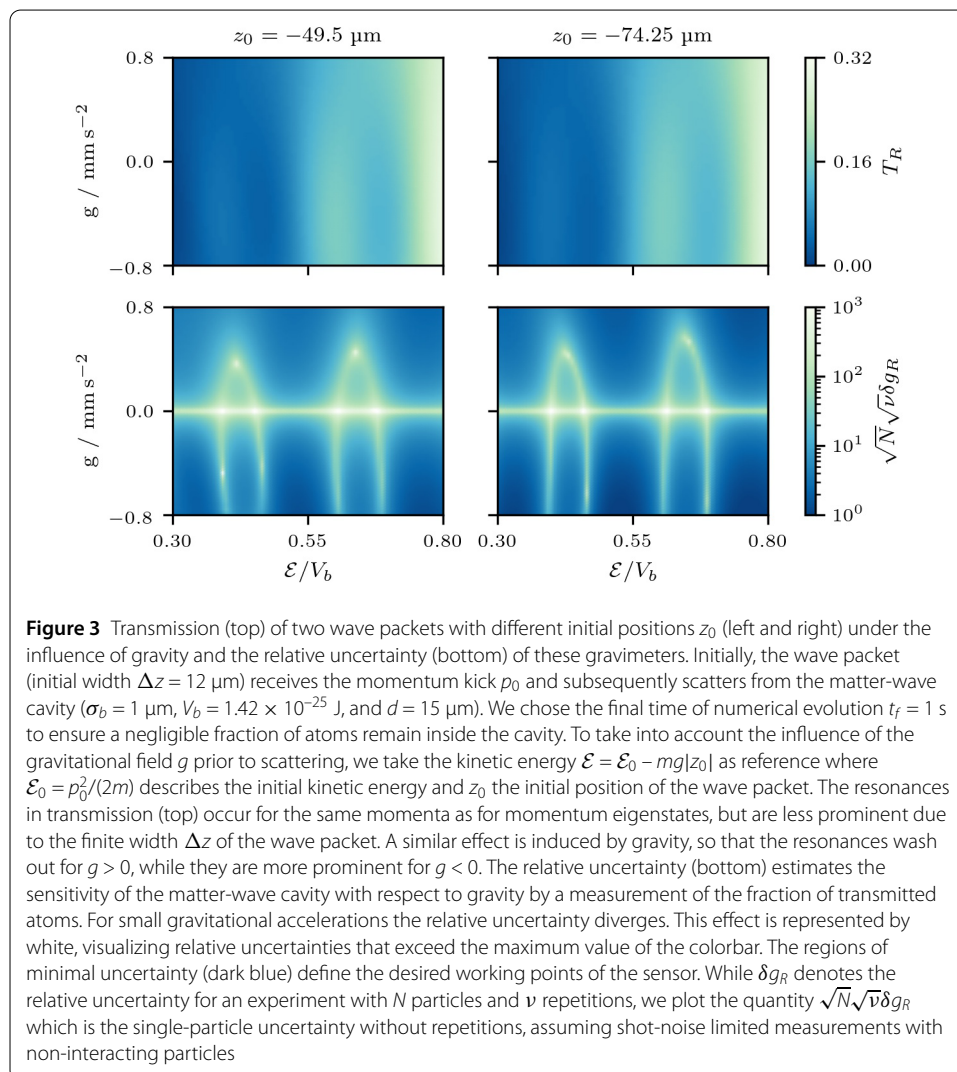 z₀ = −49.5 µm
z₀ = −74.25 µm
0.8
0.0
−0.8
g / mm s⁻²
0.32
0.16
0.00
T_R
0.8
0.0
−0.8
g / mm s⁻²
10³
10²
10¹
10⁰
√N√νδg_R
0.30 0.55 0.80
0.30 0.55 0.80
ℰ/V_b
ℰ/V_b
Figure 3 Transmission (top) of two wave packets with different initial positions z₀ (left and right) under the
influence of gravity and the relative uncertainty (bottom) of these gravimeters. Initially, the wave packet
(initial width Δz = 12 µm) receives the momentum kick p₀ and subsequently scatters from the matter-wave
cavity (σ_b = 1 µm, V_b = 1.42 × 10⁻²⁵ J, and d = 15 µm). We chose the final time of numerical evolution t_f = 1 s
to ensure a negligible fraction of atoms remain inside the cavity. To take into account the influence of the
gravitational field g prior to scattering, we take the kinetic energy ℰ = ℰ₀ – mg|z₀| as reference where
ℰ₀ = p₀²/(2m) describes the initial kinetic energy and z₀ the initial position of the wave packet. The resonances
in transmission (top) occur for the same momenta as for momentum eigenstates, but are less prominent due
to the finite width Δz of the wave packet. A similar effect is induced by gravity, so that the resonances wash
out for g > 0, while they are more prominent for g < 0. The relative uncertainty (bottom) estimates the
sensitivity of the matter-wave cavity with respect to gravity by a measurement of the fraction of transmitted
atoms. For small gravitational accelerations the relative uncertainty diverges. This effect is represented by
white, visualizing relative uncertainties that exceed the maximum value of the colorbar. The regions of
minimal uncertainty (dark blue) define the desired working points of the sensor. While δg_R denotes the
relative uncertainty for an experiment with N particles and ν repetitions, we plot the quantity √N√νδg_R
which is the single-particle uncertainty without repetitions, assuming shot-noise limited measurements with
non-interacting particles